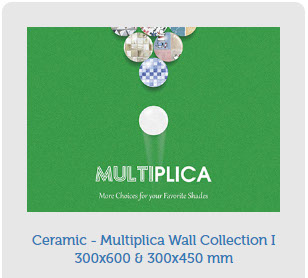 MULTIPLICA
More Choices for your Favorite Shades
Ceramic - Multiplica Wall Collection I
300x600 & 300x450 mm